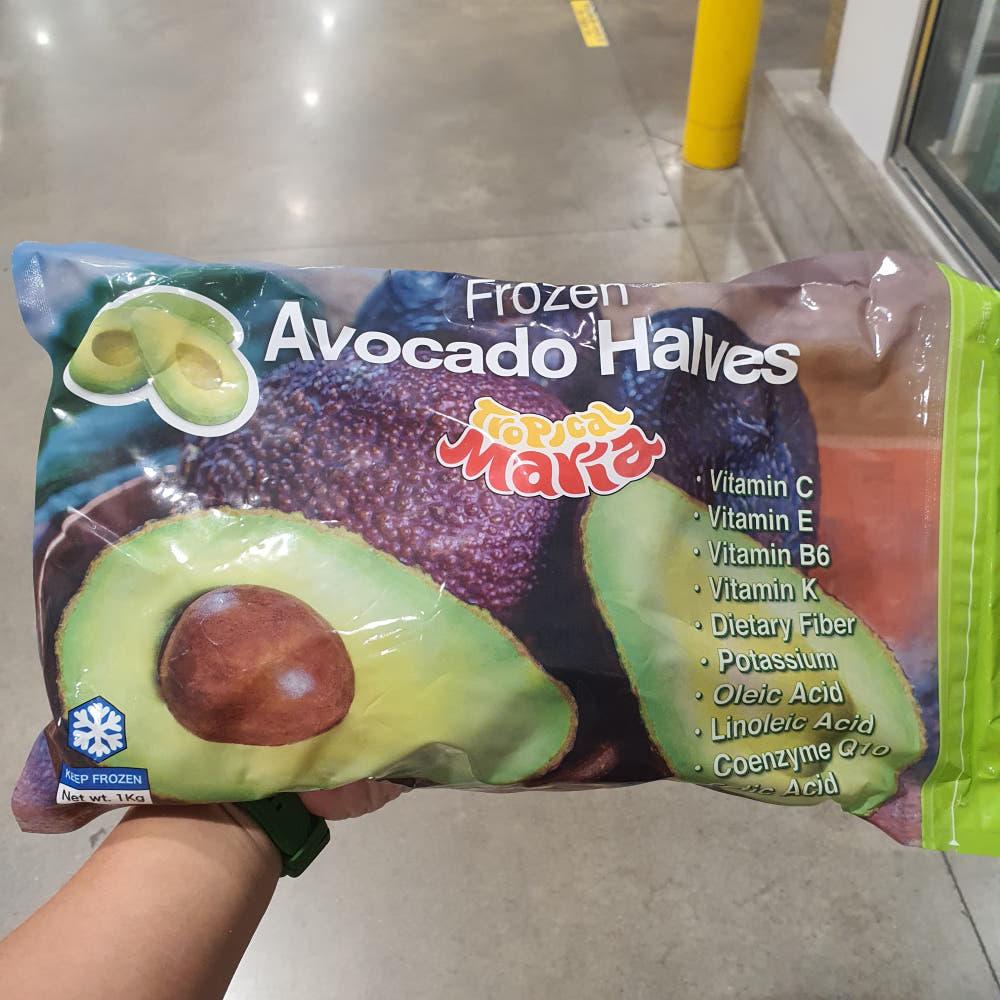 Frozen
Avocado Halves
Tropical
Maria
· Vitamin C
· Vitamin E
· Vitamin B6
· Vitamin K
· Dietary Fiber
· Potassium
· Oleic Acid
· Linoleic Acid
· Coenzyme Q10
Acid
KEEP FROZEN
Net wt. 1Kg